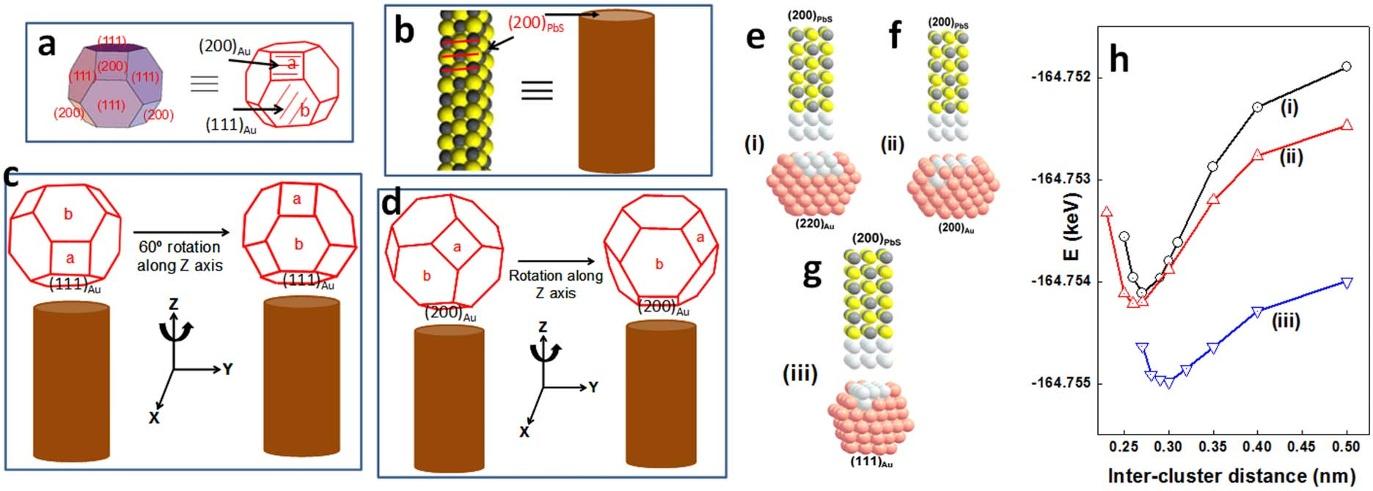 a
(111)
(200)
(111)
(111)
(111)
(200)
(200)
(200)Au
(111)Au
a
b
b
(200)PbS
c
b
a
(111)Au
60º rotation
along Z axis
a
b
(111)Au
Z
Y
X
d
a
b
(200)Au
Rotation along
Z axis
a
b
(200)Au
Z
Y
X
e
(200)PbS
(i)
(220)Au
f
(200)PbS
(ii)
(200)Au
g
(200)PbS
(iii)
(111)Au
h
(i)
(ii)
(iii)
E (keV)
-164.752
-164.753
-164.754
-164.755
0.25 0.30 0.35 0.40 0.45 0.50
Inter-cluster distance (nm)